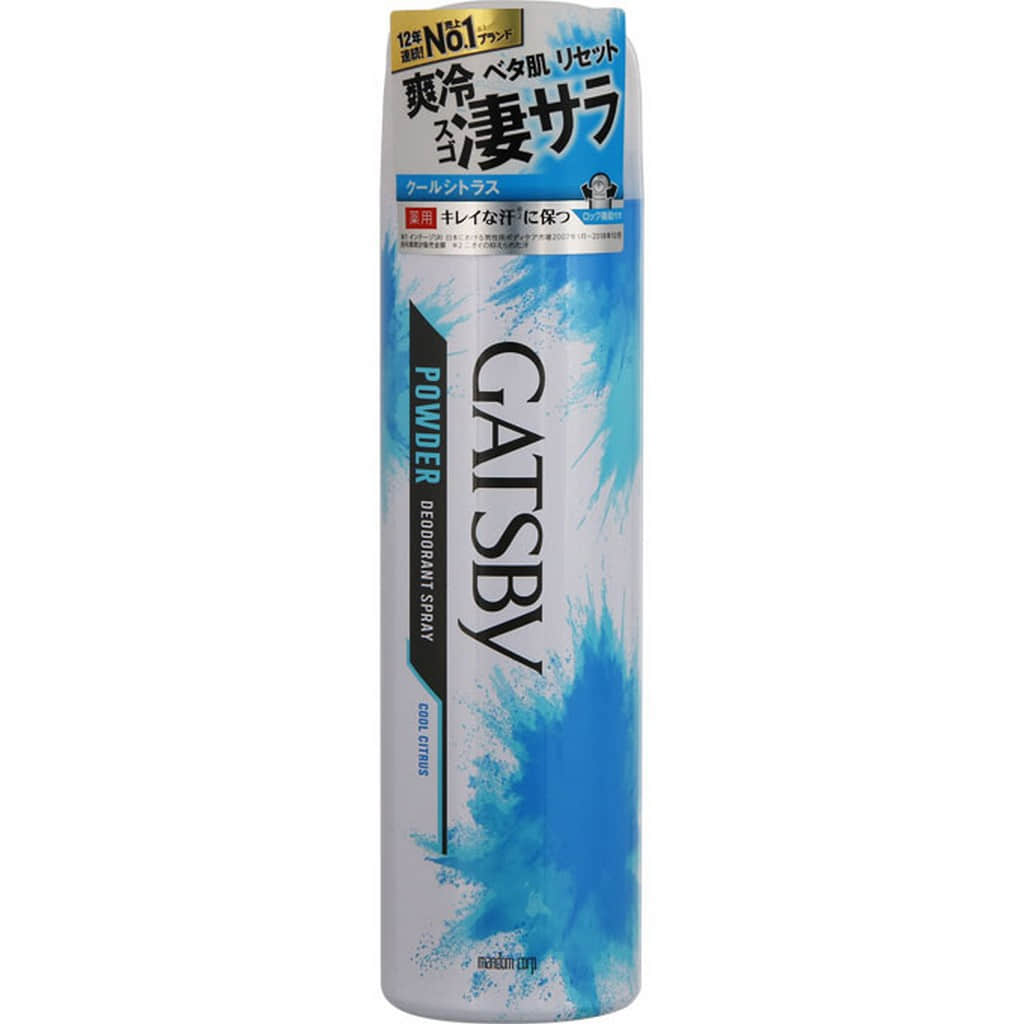 12年
連続!
売上
No.1
ブランド
爽冷 ベタ肌 リセット
スゴ
凄サラ
クールシトラス
ロック機能付き
薬用 キレイな汗※2に保つ
GATSBY
POWDER DEODORANT SPRAY
COOL CITRUS
mandom corp.